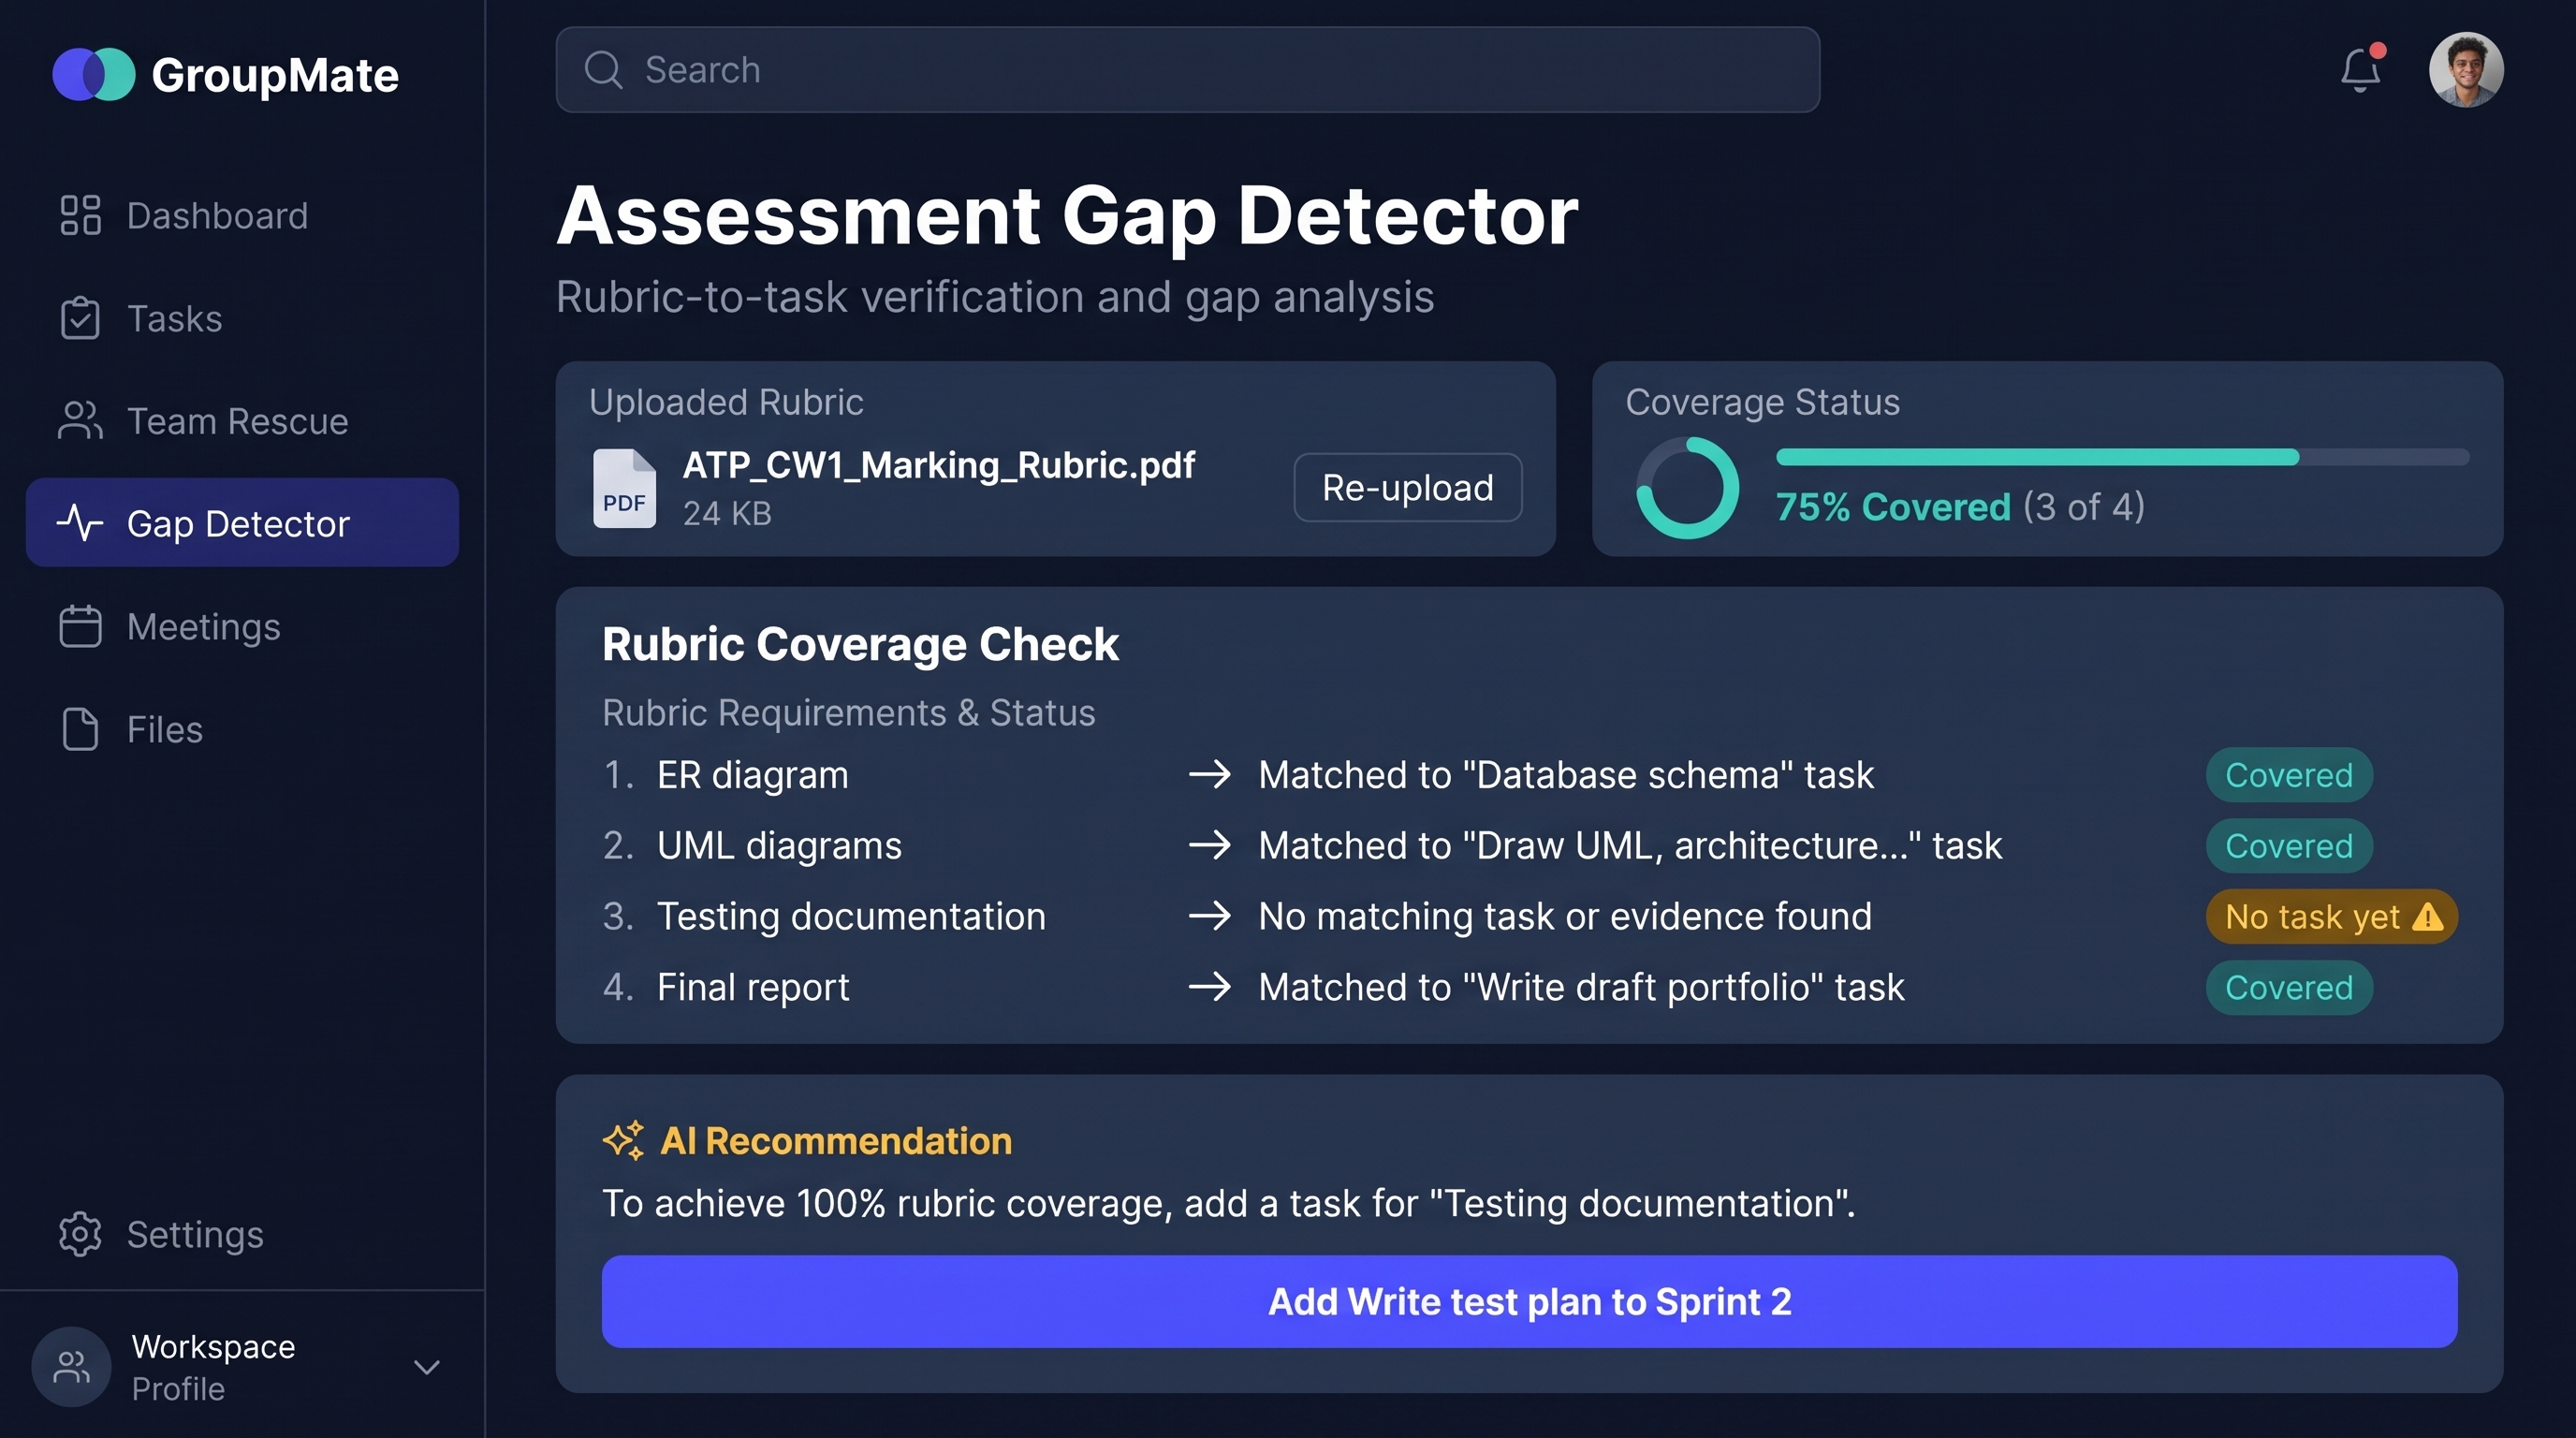 GroupMate
Search
Dashboard
Tasks
Team Rescue
Gap Detector
Meetings
Files
Settings
Workspace
Profile
Assessment Gap Detector
Rubric-to-task verification and gap analysis
Uploaded Rubric
PDF
ATP_CW1_Marking_Rubric.pdf
24 KB
Re-upload
Coverage Status
75% Covered (3 of 4)
Rubric Coverage Check
Rubric Requirements & Status
1. ER diagram → Matched to "Database schema" task Covered
2. UML diagrams → Matched to "Draw UML, architecture..." task Covered
3. Testing documentation → No matching task or evidence found No task yet
4. Final report → Matched to "Write draft portfolio" task Covered
AI Recommendation
To achieve 100% rubric coverage, add a task for "Testing documentation".
Add Write test plan to Sprint 2